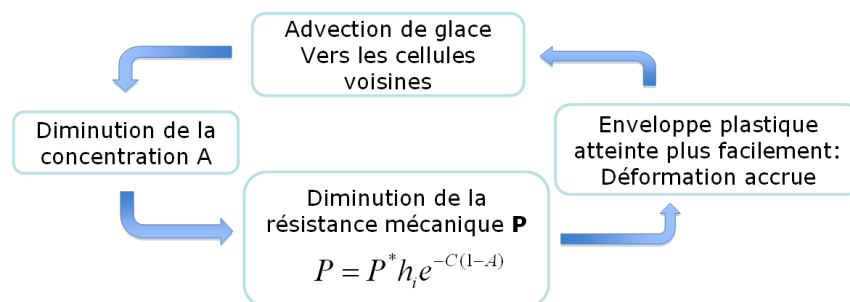 Advection de glace
Vers les cellules
voisines
Diminution de la
concentration A
Diminution de la
résistance mécanique P
P = P* hᵢ e^{-C(1-A)}
Enveloppe plastique
atteinte plus facilement:
Déformation accrue